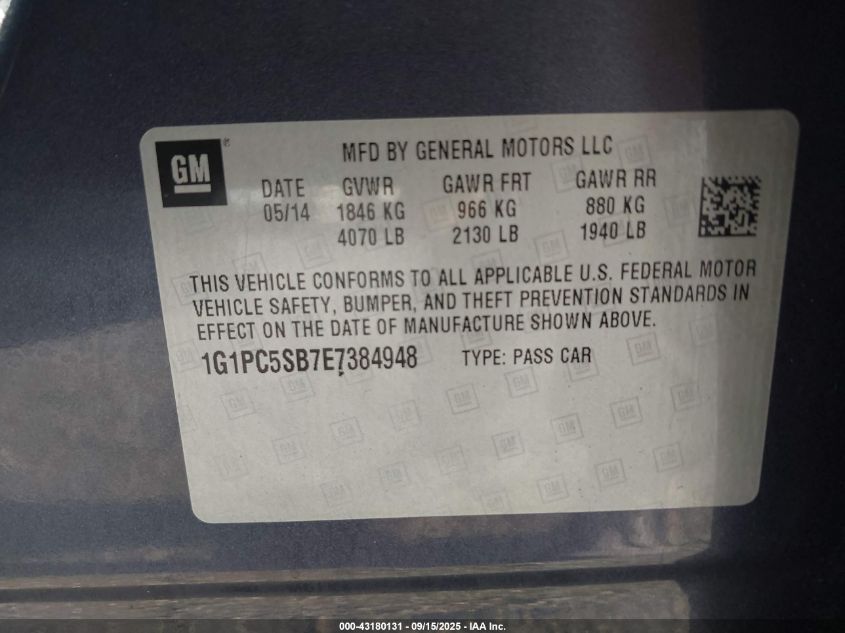 GM ®
MFD BY GENERAL MOTORS LLC
DATE GVWR GAWR FRT GAWR RR
05/14 1846 KG 966 KG 880 KG
4070 LB 2130 LB 1940 LB
THIS VEHICLE CONFORMS TO ALL APPLICABLE U.S. FEDERAL MOTOR
VEHICLE SAFETY, BUMPER, AND THEFT PREVENTION STANDARDS IN
EFFECT ON THE DATE OF MANUFACTURE SHOWN ABOVE.
1G1PC5SB7E7384948 TYPE: PASS CAR
000-43180131 - 09/15/2025 - IAA Inc.